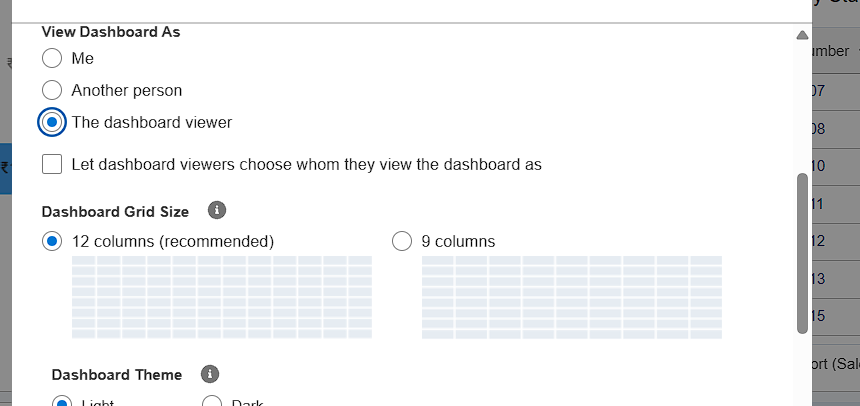 View Dashboard As
Me
Another person
The dashboard viewer
Let dashboard viewers choose whom they view the dashboard as
Dashboard Grid Size
12 columns (recommended)
9 columns
Dashboard Theme
Light
Dark
umber
07
08
10
11
12
13
15
ort (Sal
₹
₹